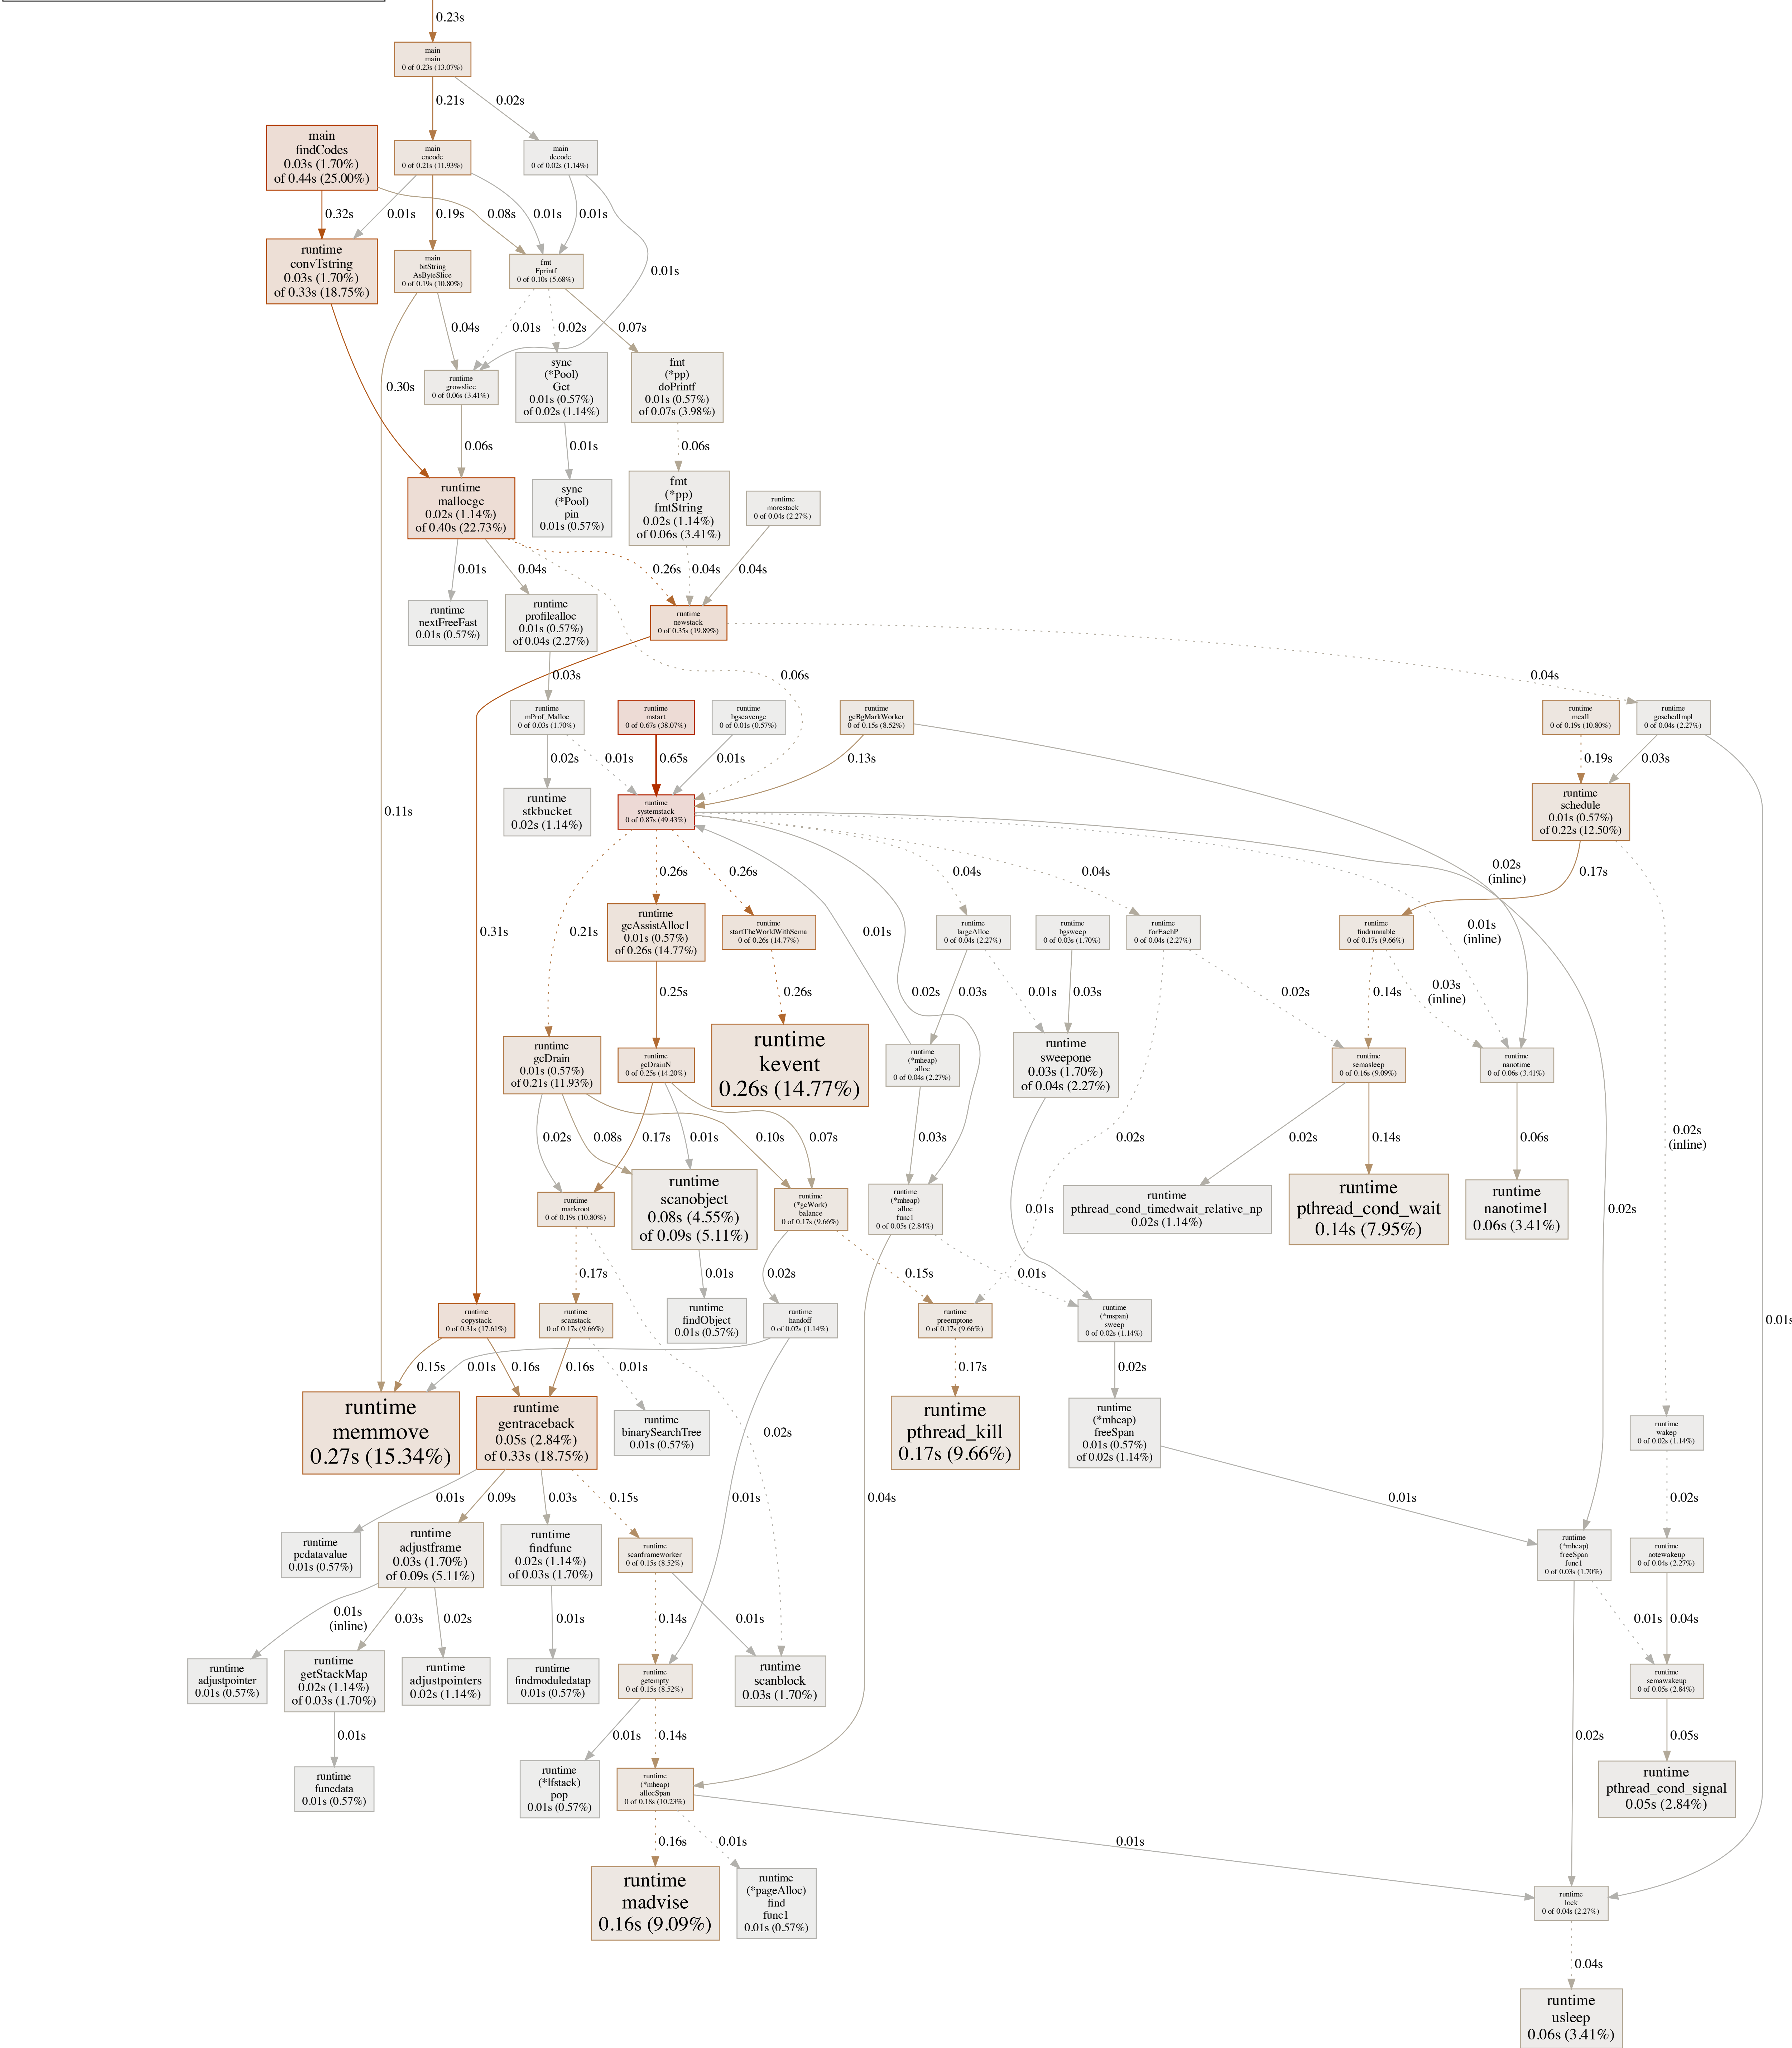 0.23s
main
main
0 of 0.23s (13.07%)
0.21s
0.02s
main
findCodes
0.03s (1.70%)
of 0.44s (25.00%)
main
encode
0 of 0.21s (11.93%)
main
decode
0 of 0.02s (1.14%)
0.32s
0.01s
0.19s
0.08s
0.01s
0.01s
runtime
convTstring
0.03s (1.70%)
of 0.33s (18.75%)
main
bitString
AsByteSlice
0 of 0.19s (10.80%)
fmt
Fprintf
0 of 0.10s (5.68%)
0.01s
0.04s
0.01s
0.02s
0.07s
0.30s
runtime
growslice
0 of 0.06s (3.41%)
sync
(*Pool)
Get
0.01s (0.57%)
of 0.02s (1.14%)
fmt
(*pp)
doPrintf
0.01s (0.57%)
of 0.07s (3.98%)
0.06s
0.01s
0.06s
runtime
mallocgc
0.02s (1.14%)
of 0.40s (22.73%)
sync
(*Pool)
pin
0.01s (0.57%)
fmt
(*pp)
fmtString
0.02s (1.14%)
of 0.06s (3.41%)
runtime
morestack
0 of 0.04s (2.27%)
0.01s
0.04s
0.26s
0.04s
0.04s
runtime
nextFreeFast
0.01s (0.57%)
runtime
profilealloc
0.01s (0.57%)
of 0.04s (2.27%)
runtime
newstack
0 of 0.35s (19.89%)
0.03s
0.06s
0.04s
runtime
mProf_Malloc
0 of 0.03s (1.70%)
runtime
mstart
0 of 0.67s (38.07%)
runtime
bgscavenge
0 of 0.01s (0.57%)
runtime
gcBgMarkWorker
0 of 0.15s (8.52%)
runtime
mcall
0 of 0.19s (10.80%)
runtime
goschedImpl
0 of 0.04s (2.27%)
0.02s
0.01s
0.65s
0.01s
0.13s
0.19s
0.03s
0.11s
runtime
stkbucket
0.02s (1.14%)
runtime
systemstack
0 of 0.87s (49.43%)
runtime
schedule
0.01s (0.57%)
of 0.22s (12.50%)
0.26s
0.26s
0.04s
0.04s
0.02s
(inline)
0.17s
0.31s
0.21s
runtime
gcAssistAlloc1
0.01s (0.57%)
of 0.26s (14.77%)
runtime
startTheWorldWithSema
0 of 0.26s (14.77%)
0.01s
runtime
largeAlloc
0 of 0.04s (2.27%)
runtime
bgsweep
0 of 0.03s (1.70%)
runtime
forEachP
0 of 0.04s (2.27%)
0.01s
(inline)
runtime
findrunnable
0 of 0.17s (9.66%)
0.25s
0.26s
0.02s
0.03s
0.01s
0.03s
0.02s
0.14s
0.03s
(inline)
runtime
gcDrain
0.01s (0.57%)
of 0.21s (11.93%)
runtime
gcDrainN
0 of 0.25s (14.20%)
runtime
kevent
0.26s (14.77%)
runtime
(*mheap)
alloc
0 of 0.04s (2.27%)
runtime
sweepone
0.03s (1.70%)
of 0.04s (2.27%)
runtime
semasleep
0 of 0.16s (9.09%)
runtime
nanotime
0 of 0.06s (3.41%)
0.02s
0.08s
0.17s
0.01s
0.10s
0.07s
0.03s
0.02s
0.02s
0.14s
0.06s
0.02s
(inline)
runtime
markroot
0 of 0.19s (10.80%)
runtime
scanobject
0.08s (4.55%)
of 0.09s (5.11%)
runtime
(*gcWork)
balance
0 of 0.17s (9.66%)
runtime
(*mheap)
alloc
func1
0 of 0.05s (2.84%)
0.01s
runtime
pthread_cond_timedwait_relative_np
0.02s (1.14%)
runtime
pthread_cond_wait
0.14s (7.95%)
runtime
nanotime1
0.06s (3.41%)
0.02s
0.17s
0.01s
0.02s
0.15s
0.01s
runtime
copystack
0 of 0.31s (17.61%)
runtime
scanstack
0 of 0.17s (9.66%)
runtime
findObject
0.01s (0.57%)
runtime
handoff
0 of 0.02s (1.14%)
runtime
preemptone
0 of 0.17s (9.66%)
runtime
(*mspan)
sweep
0 of 0.02s (1.14%)
0.01s
0.15s
0.01s
0.16s
0.16s
0.01s
0.17s
0.02s
runtime
memmove
0.27s (15.34%)
runtime
gentraceback
0.05s (2.84%)
of 0.33s (18.75%)
runtime
binarySearchTree
0.01s (0.57%)
0.02s
runtime
pthread_kill
0.17s (9.66%)
runtime
(*mheap)
freeSpan
0.01s (0.57%)
of 0.02s (1.14%)
runtime
wakep
0 of 0.02s (1.14%)
0.01s
0.09s
0.03s
0.15s
0.01s
0.04s
0.01s
0.02s
runtime
pcdatavalue
0.01s (0.57%)
runtime
adjustframe
0.03s (1.70%)
of 0.09s (5.11%)
runtime
findfunc
0.02s (1.14%)
of 0.03s (1.70%)
runtime
scanframeworker
0 of 0.15s (8.52%)
runtime
(*mheap)
freeSpan
func1
0 of 0.03s (1.70%)
runtime
notewakeup
0 of 0.04s (2.27%)
0.01s
(inline)
0.03s
0.02s
0.01s
0.14s
0.01s
0.01s
0.04s
runtime
adjustpointer
0.01s (0.57%)
runtime
getStackMap
0.02s (1.14%)
of 0.03s (1.70%)
runtime
adjustpointers
0.02s (1.14%)
runtime
findmoduledatap
0.01s (0.57%)
runtime
getempty
0 of 0.15s (8.52%)
runtime
scanblock
0.03s (1.70%)
runtime
semawakeup
0 of 0.05s (2.84%)
0.01s
0.01s
0.14s
0.02s
0.05s
runtime
funcdata
0.01s (0.57%)
runtime
(*lfstack)
pop
0.01s (0.57%)
runtime
(*mheap)
allocSpan
0 of 0.18s (10.23%)
runtime
pthread_cond_signal
0.05s (2.84%)
0.16s
0.01s
0.01s
runtime
madvise
0.16s (9.09%)
runtime
(*pageAlloc)
find
func1
0.01s (0.57%)
runtime
lock
0 of 0.04s (2.27%)
0.04s
runtime
usleep
0.06s (3.41%)